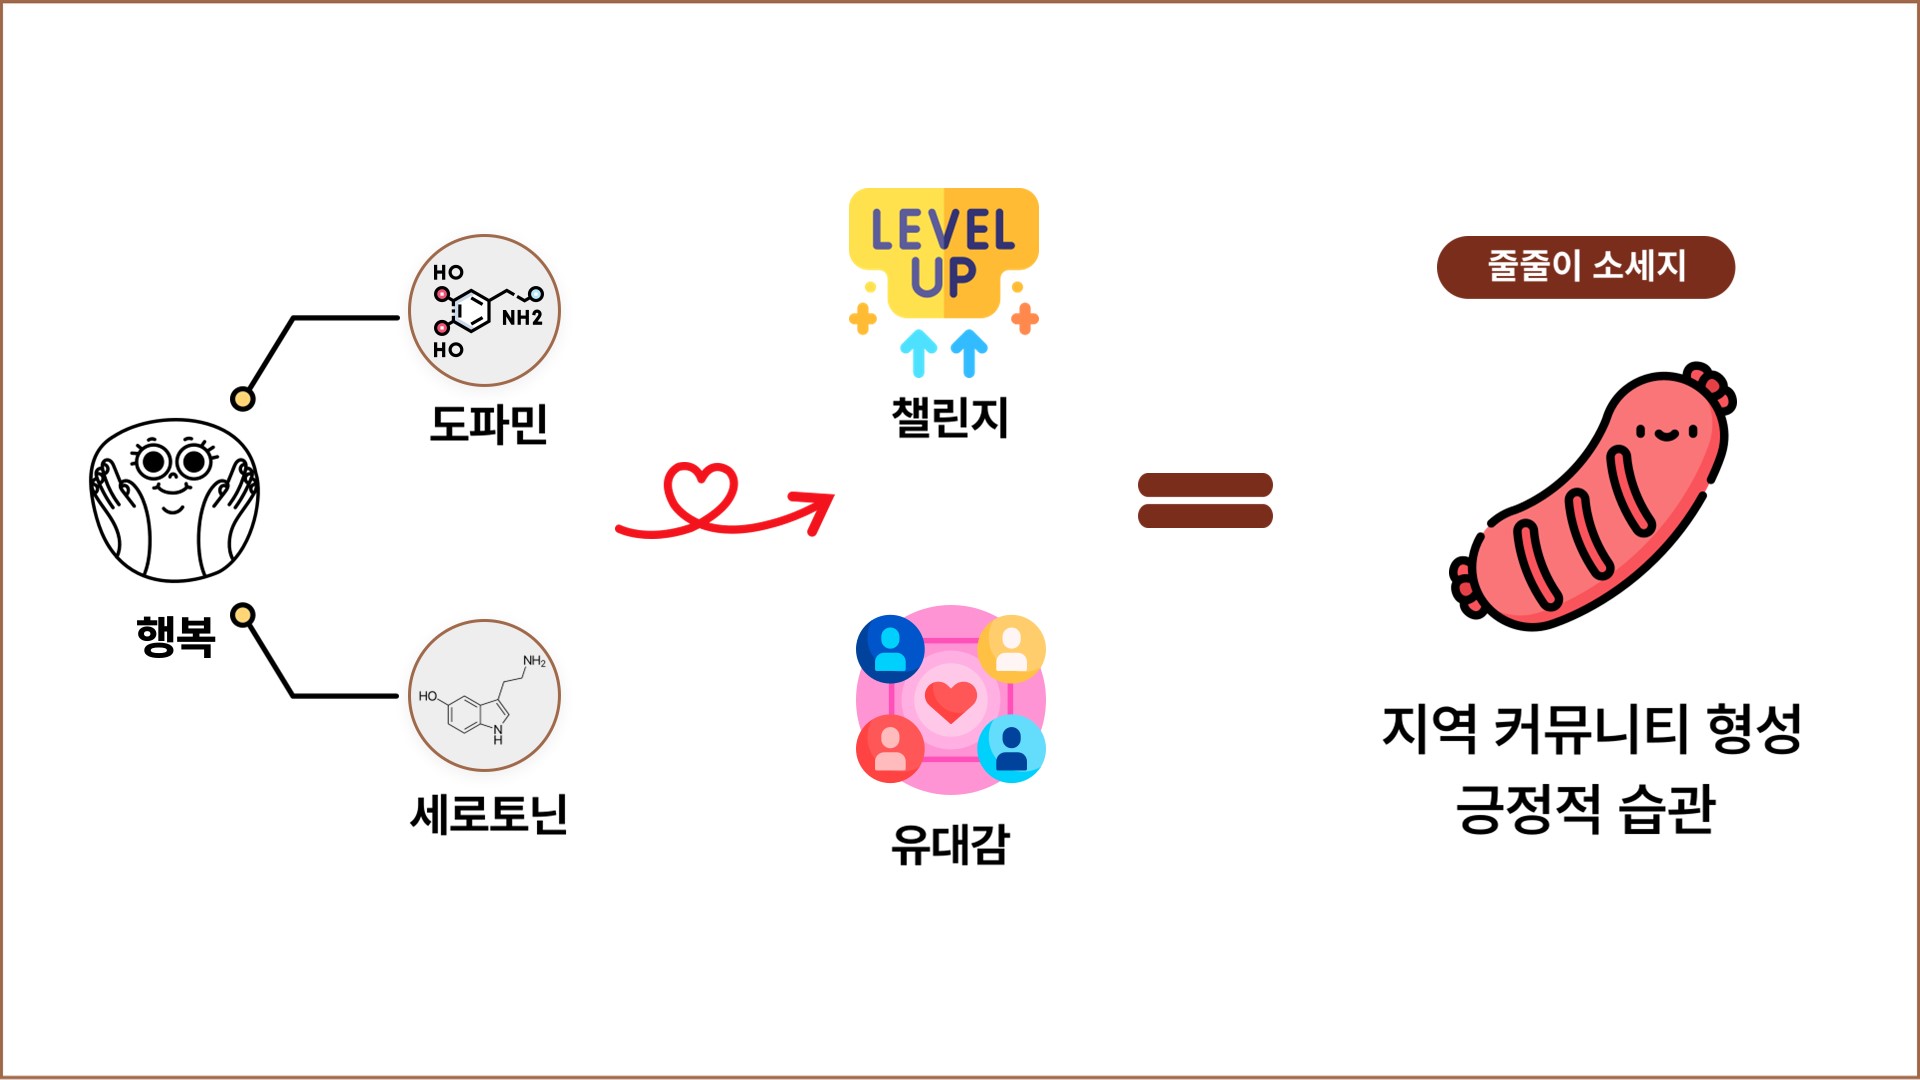 행복
HO
NH2
HO
도파민
NH₂
HO
N
H
세로토닌
LEVEL
UP
챌린지
유대감
줄줄이 소세지
지역 커뮤니티 형성
긍정적 습관